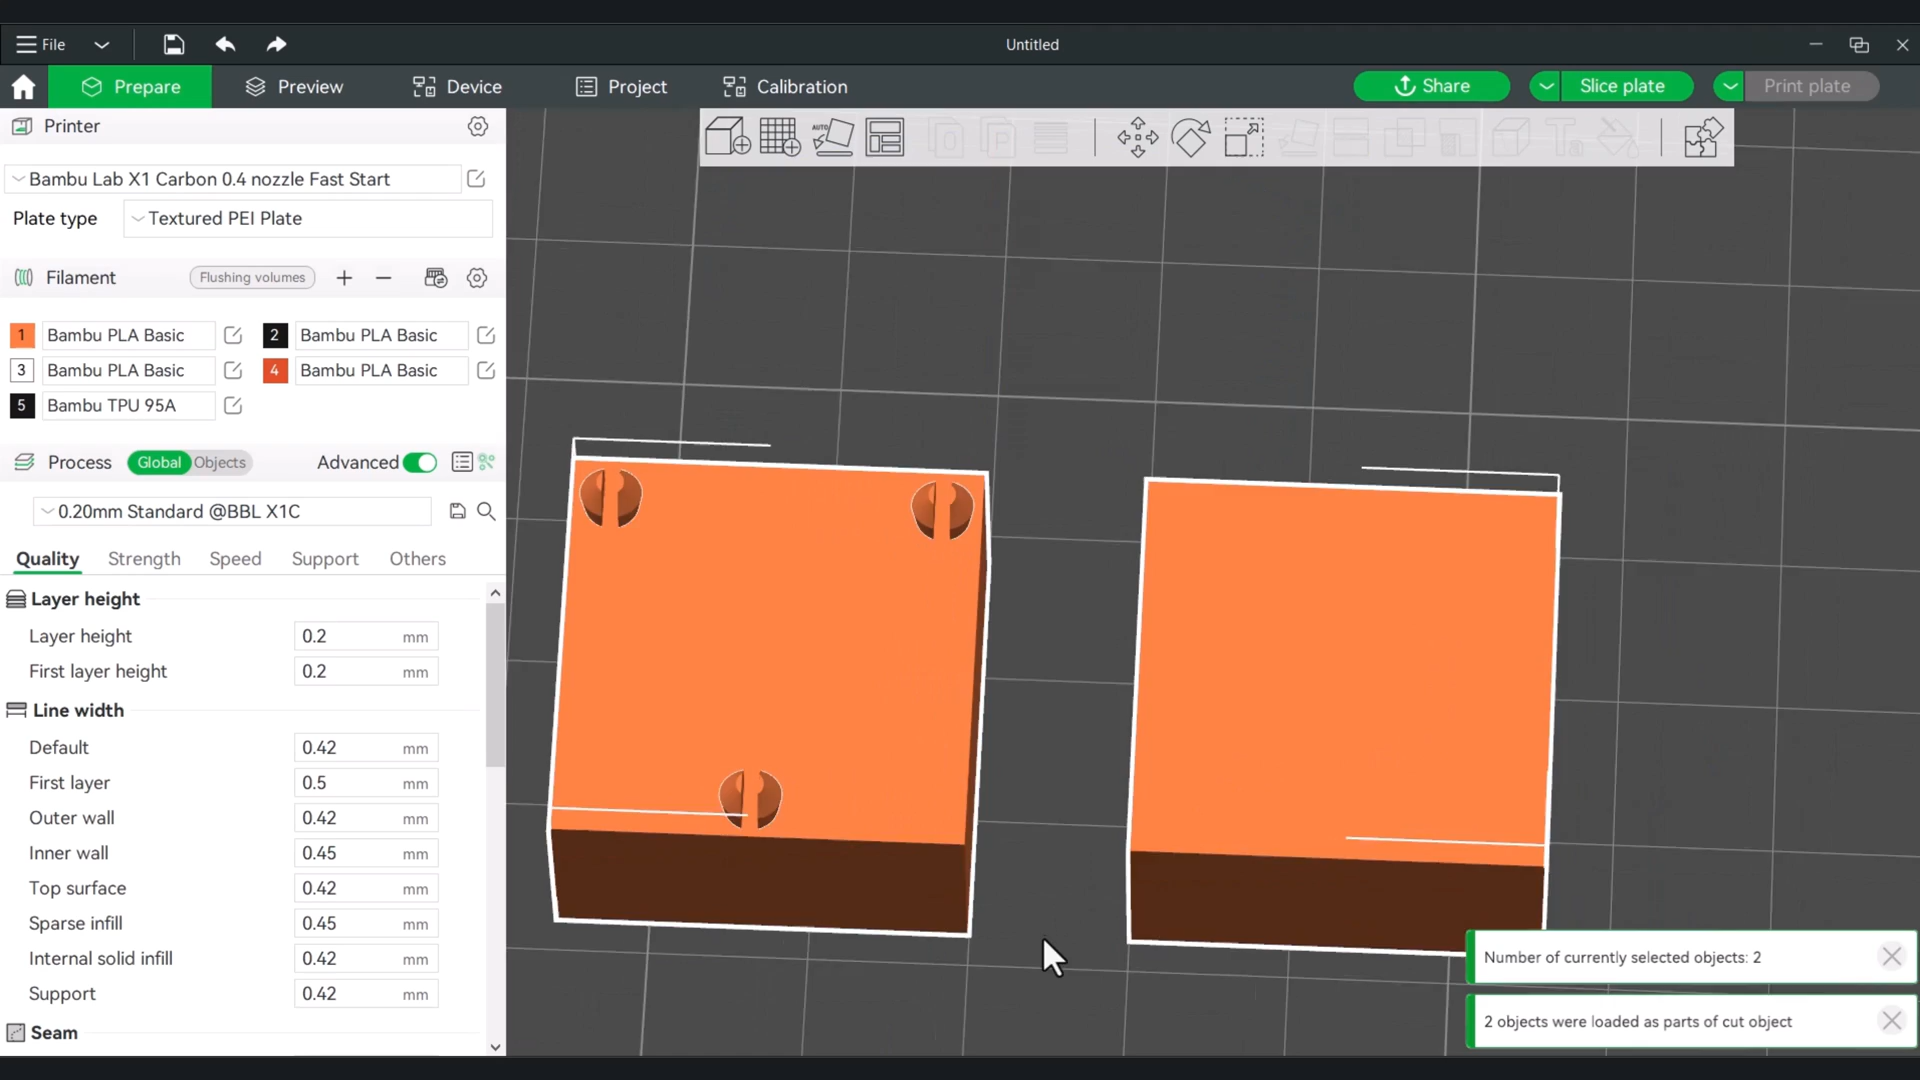 File
Untitled
Prepare
Preview
Device
Project
Calibration
Share
Slice plate
Print plate
Printer
AUTO
Bambu Lab X1 Carbon 0.4 nozzle Fast Start
Plate type
Textured PEI Plate
Filament
Flushing volumes
1 Bambu PLA Basic
2 Bambu PLA Basic
3 Bambu PLA Basic
4 Bambu PLA Basic
5 Bambu TPU 95A
Process
Global
Objects
Advanced
0.20mm Standard @BBL X1C
Quality
Strength
Speed
Support
Others
Layer height
Layer height 0.2 mm
First layer height 0.2 mm
Line width
Default 0.42 mm
First layer 0.5 mm
Outer wall 0.42 mm
Inner wall 0.45 mm
Top surface 0.42 mm
Sparse infill 0.45 mm
Internal solid infill 0.42 mm
Support 0.42 mm
Seam
Number of currently selected objects: 2
2 objects were loaded as parts of cut object